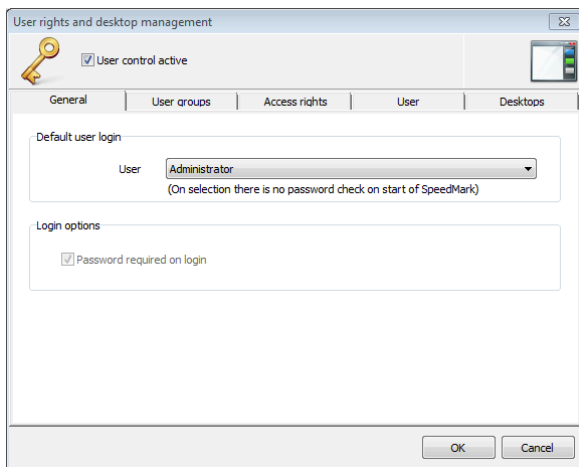 User rights and desktop management
User control active
General User groups Access rights User Desktops
Default user login
User Administrator
(On selection there is no password check on start of SpeedMark)
Login options
Password required on login
OK Cancel